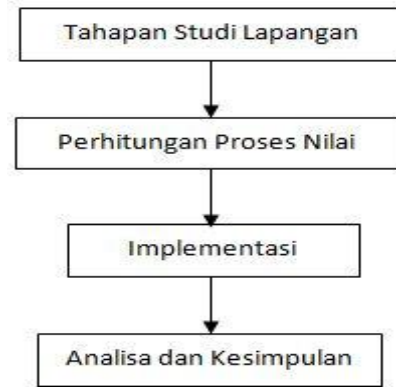 Tahapan Studi Lapangan
Perhitungan Proses Nilai
Implementasi
Analisa dan Kesimpulan